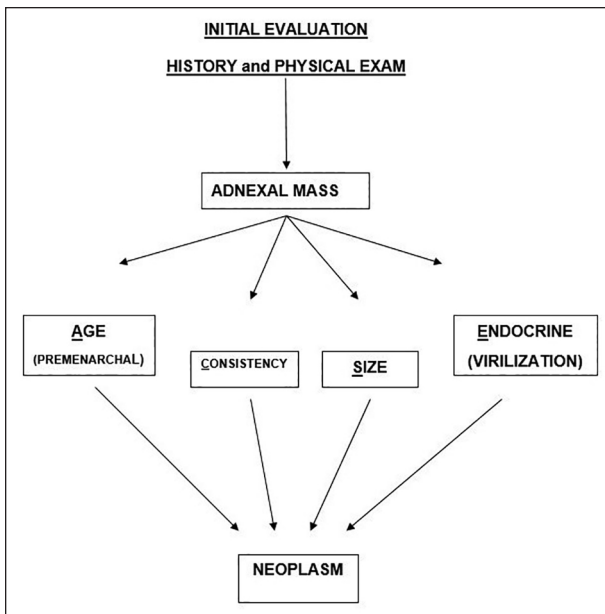 INITIAL EVALUATION
HISTORY and PHYSICAL EXAM
ADNEXAL MASS
AGE
(PREMENARCHAL)
CONSISTENCY
SIZE
ENDOCRINE
(VIRILIZATION)
NEOPLASM